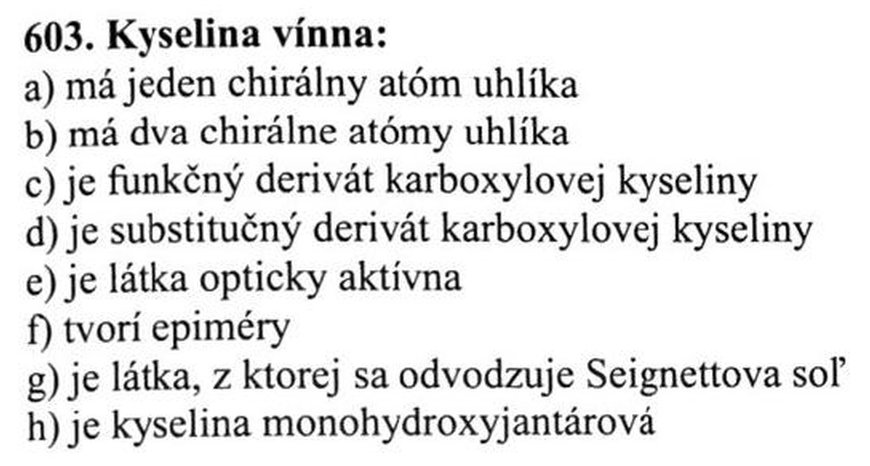 603. Kyselina vínna:
a) má jeden chirálny atóm uhlíka
b) má dva chirálne atómy uhlíka
c) je funkčný derivát karboxylovej kyseliny
d) je substitučný derivát karboxylovej kyseliny
e) je látka opticky aktívna
f) tvorí epiméry
g) je látka, z ktorej sa odvodzuje Seignettova soľ
h) je kyselina monohydroxyjantárová